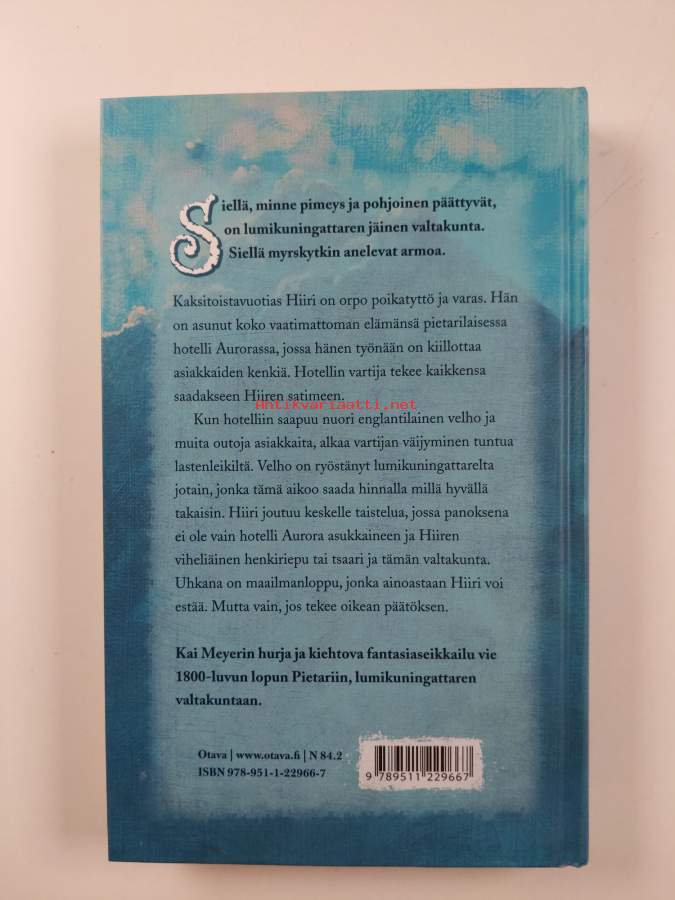 Siellä, minne pimeys ja pohjoinen päättyvät,
on lumikuningattaren jäinen valtakunta.
Siellä myrskytkin anelevat armoa.
Kaksitoistavuotias Hiiri on orpo poikatyttö ja varas. Hän
on asunut koko vaatimattoman elämänsä pietarilaisessa
hotelli Aurorassa, jossa hänen työnään on kiillottaa
asiakkaiden kenkiä. Hotellin vartija tekee kaikkensa
saadakseen Hiiren satimeen.
Antikvariaatti.net
Kun hotelliin saapuu nuori englantilainen velho ja
muita outoja asiakkaita, alkaa vartijan väijyminen tuntua
lastenleikiltä. Velho on ryöstänyt lumikuningattarelta
jotain, jonka tämä aikoo saada hinnalla millä hyvällä
takaisin. Hiiri joutuu keskelle taistelua, jossa panoksena
ei ole vain hotelli Aurora asukkaineen ja Hiiren
viheliäinen henkiriepu tai tsaari ja tämän valtakunta.
Uhkana on maailmanloppu, jonka ainoastaan Hiiri voi
estää. Mutta vain, jos tekee oikean päätöksen.
Kai Meyerin hurja ja kiehtova fantasiaseikkailu vie
1800-luvun lopun Pietariin, lumikuningattaren
valtakuntaan.
Otava | www.otava.fi | N 84.2
ISBN 978-951-1-22966-7
9 789511 229667